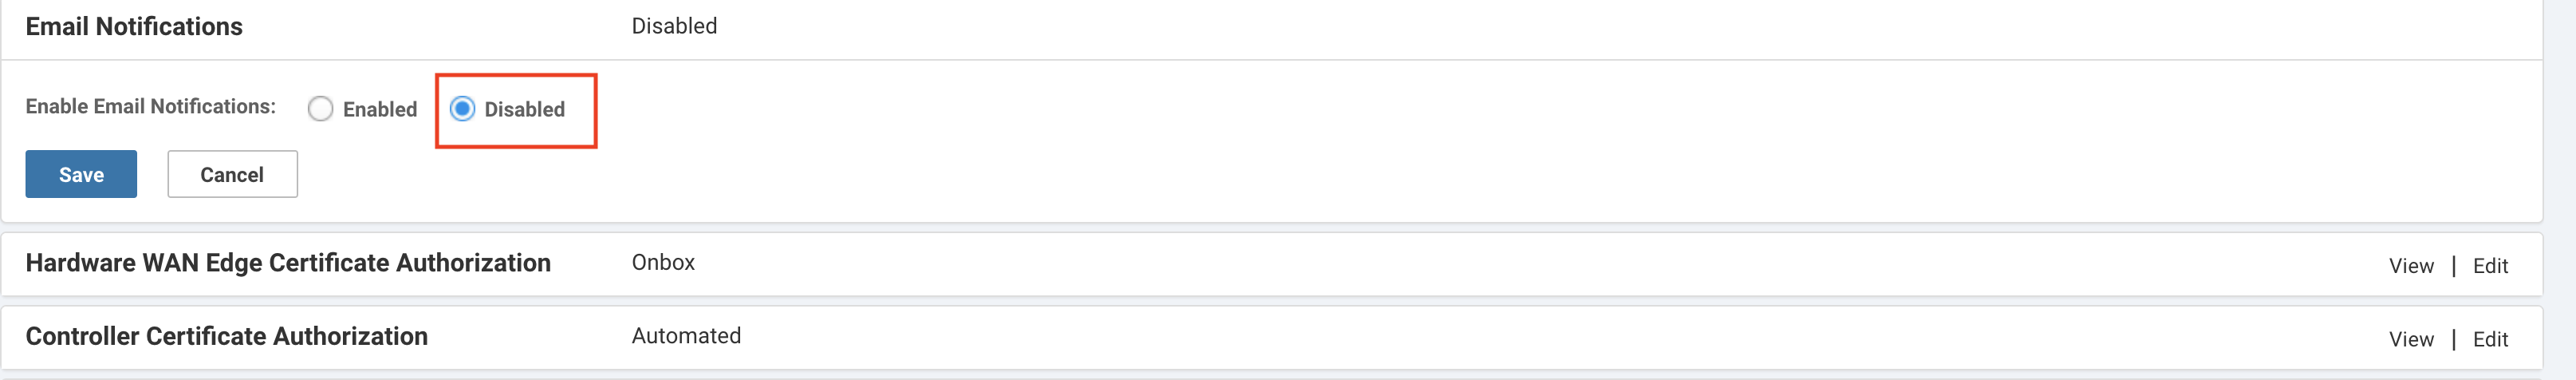 Email Notifications Disabled
Enable Email Notifications: Enabled Disabled
Save Cancel
Hardware WAN Edge Certificate Authorization Onbox View | Edit
Controller Certificate Authorization Automated View | Edit